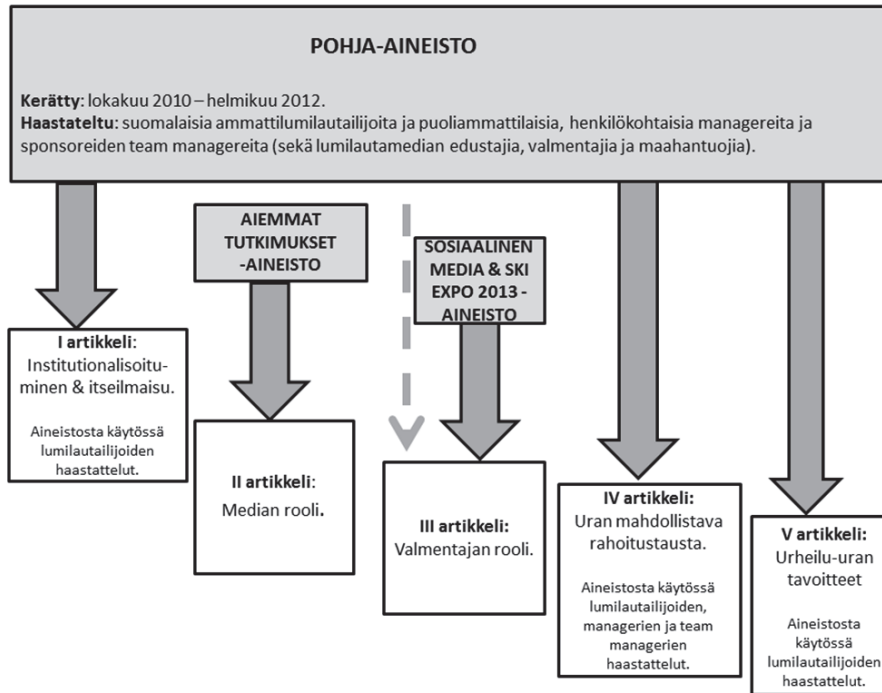 POHJA-AINEISTO
Kerätty: lokakuu 2010 – helmikuu 2012.
Haastateltu: suomalaisia ammattilumilautailijoita ja puoliammattilaisia, henkilökohtaisia managereita ja
sponsoreiden team managereita (sekä lumilautamedian edustajia, valmentajia ja maahantuojia).
AIEMMAT
TUTKIMUKSET
-AINEISTO
SOSIAALINEN
MEDIA & SKI
EXPO 2013 -
AINEISTO
I artikkeli:
Institutionalisoitu-
minen & itseilmaisu.
Aineistosta käytössä
lumilautailijoiden
haastattelut.
II artikkeli:
Median rooli.
III artikkeli:
Valmentajan rooli.
IV artikkeli:
Uran mahdollistava
rahoitustausta.
Aineistosta käytössä
lumilautailijoiden,
managerien ja team
managerien
haastattelut.
V artikkeli:
Urheilu-uran
tavoitteet
Aineistosta
käytössä
lumilautailijoiden
haastattelut.